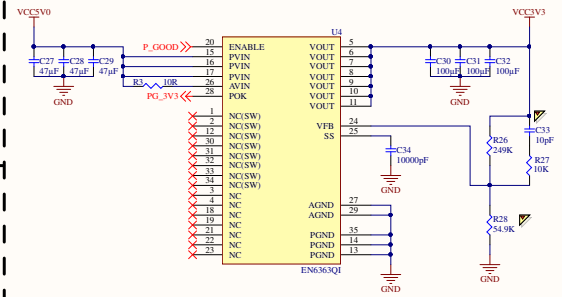 VCC5V0
VCC3V3
U4
P_GOOD
20 ENABLE VOUT 5
15 PVIN VOUT 6
16 PVIN VOUT 7
17 PVIN VOUT 8
26 AVIN VOUT 9
28 POK VOUT 10
VOUT 11
C27 47µF
C28 47µF
C29 47µF
GND
R3 10R
PG_3V3
C30 100µF
C31 100µF
C32 100µF
GND
1 NC(SW)
2 NC(SW)
12 NC(SW)
30 NC(SW)
31 NC(SW)
32 NC(SW)
33 NC(SW)
34 NC(SW)
3 NC
4 NC
18 NC
19 NC
21 NC
22 NC
23 NC
VFB 24
SS 25
C34
10000pF
GND
R26
249K
C33
10pF
R27
10K
R28
54.9K
GND
AGND 27
AGND 29
PGND 35
PGND 14
PGND 13
GND
EN6363QI